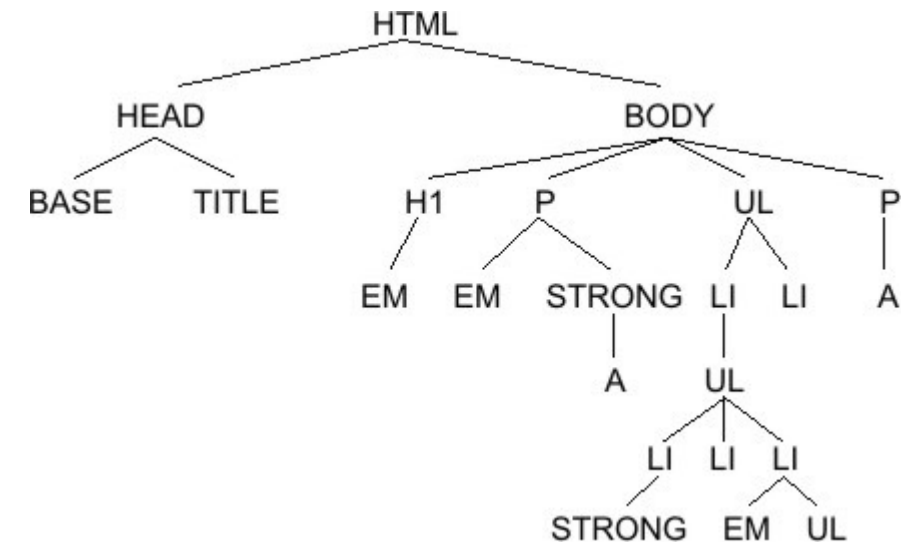 HTML
HEAD BODY
BASE TITLE H1 P UL P
EM EM STRONG LI LI A
A UL
LI LI LI
STRONG EM UL